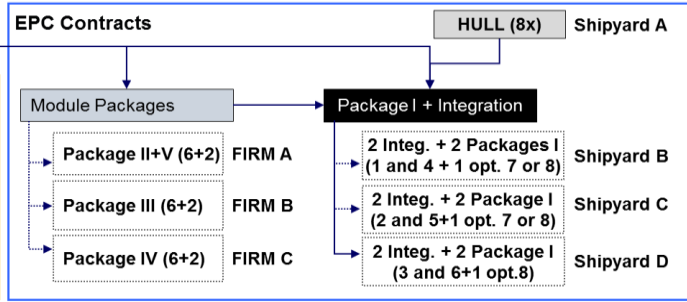 EPC Contracts
HULL (8x) Shipyard A
Module Packages
Package I + Integration
Package II+V (6+2) FIRM A
Package III (6+2) FIRM B
Package IV (6+2) FIRM C
2 Integ. + 2 Packages I
(1 and 4 + 1 opt. 7 or 8)
Shipyard B
2 Integ. + 2 Package I
(2 and 5+1 opt. 7 or 8)
Shipyard C
2 Integ. + 2 Package I
(3 and 6+1 opt.8)
Shipyard D